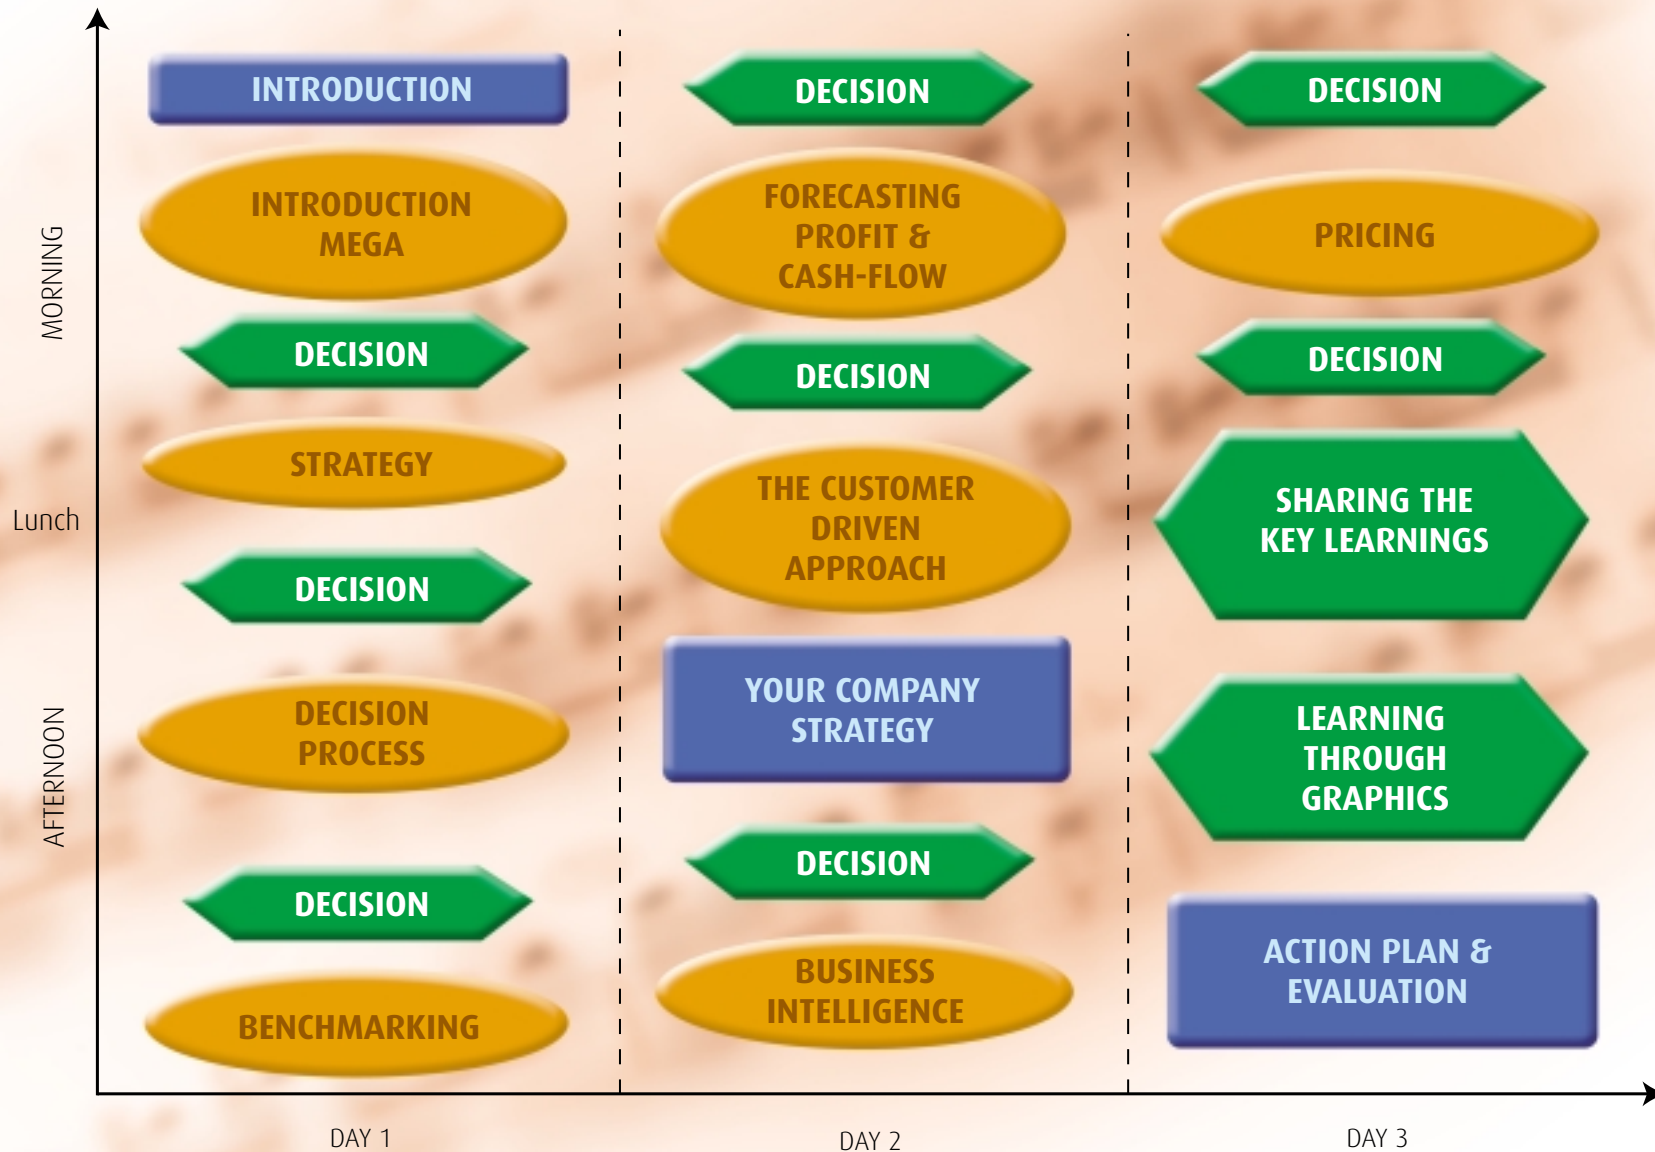 INTRODUCTION
INTRODUCTION
MEGA
DECISION
STRATEGY
DECISION
DECISION
PROCESS
DECISION
BENCHMARKING
DECISION
FORECASTING
PROFIT &
CASH-FLOW
DECISION
THE CUSTOMER
DRIVEN
APPROACH
YOUR COMPANY
STRATEGY
DECISION
BUSINESS
INTELLIGENCE
DECISION
PRICING
DECISION
SHARING THE
KEY LEARNINGS
LEARNING
THROUGH
GRAPHICS
ACTION PLAN &
EVALUATION
MORNING
Lunch
AFTERNOON
DAY 1
DAY 2
DAY 3